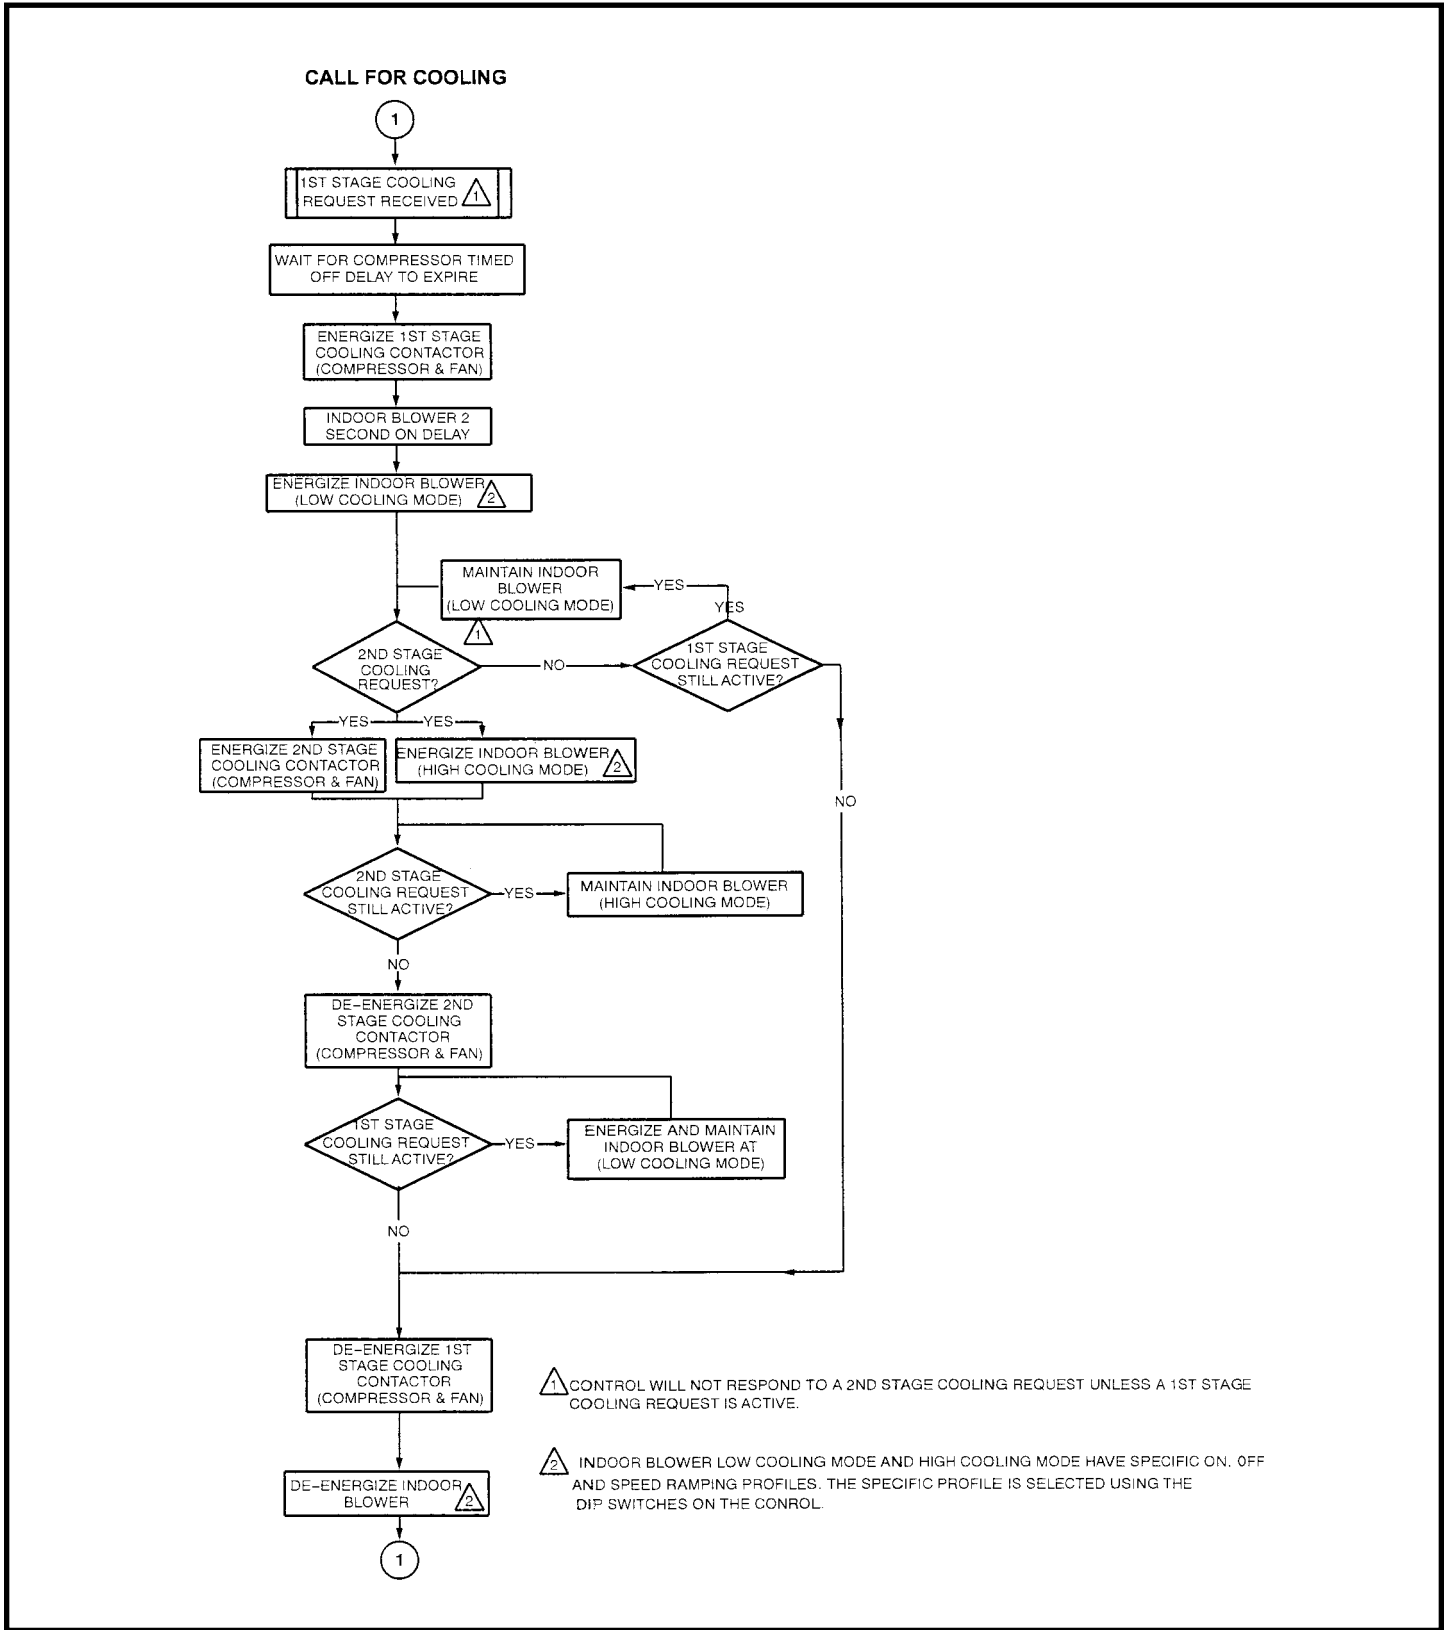 CALL FOR COOLING
1
1ST STAGE COOLING
REQUEST RECEIVED 1
WAIT FOR COMPRESSOR TIMED
OFF DELAY TO EXPIRE
ENERGIZE 1ST STAGE
COOLING CONTACTOR
(COMPRESSOR & FAN)
INDOOR BLOWER 2
SECOND ON DELAY
ENERGIZE INDOOR BLOWER
(LOW COOLING MODE) 2
MAINTAIN INDOOR
BLOWER
(LOW COOLING MODE)
1
YES
YES
2ND STAGE
COOLING
REQUEST?
NO
1ST STAGE
COOLING REQUEST
STILL ACTIVE?
YES
YES
ENERGIZE 2ND STAGE
COOLING CONTACTOR
(COMPRESSOR & FAN)
ENERGIZE INDOOR BLOWER
(HIGH COOLING MODE) 2
NO
2ND STAGE
COOLING REQUEST
STILL ACTIVE?
YES
MAINTAIN INDOOR BLOWER
(HIGH COOLING MODE)
NO
DE-ENERGIZE 2ND
STAGE COOLING
CONTACTOR
(COMPRESSOR & FAN)
1ST STAGE
COOLING REQUEST
STILL ACTIVE?
YES
ENERGIZE AND MAINTAIN
INDOOR BLOWER AT
(LOW COOLING MODE)
NO
DE-ENERGIZE 1ST
STAGE COOLING
CONTACTOR
(COMPRESSOR & FAN)
DE-ENERGIZE INDOOR
BLOWER 2
1
1 CONTROL WILL NOT RESPOND TO A 2ND STAGE COOLING REQUEST UNLESS A 1ST STAGE
COOLING REQUEST IS ACTIVE.
2 INDOOR BLOWER LOW COOLING MODE AND HIGH COOLING MODE HAVE SPECIFIC ON, OFF
AND SPEED RAMPING PROFILES. THE SPECIFIC PROFILE IS SELECTED USING THE
DIP SWITCHES ON THE CONROL.